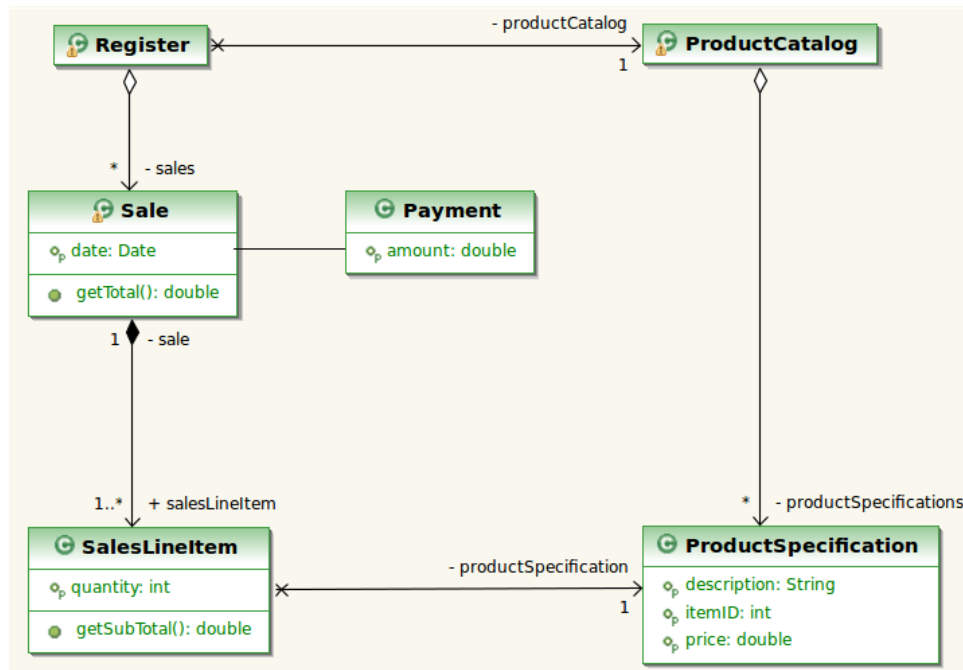 Register
- productCatalog
1
ProductCatalog
* - sales
Sale
date: Date
getTotal(): double
Payment
amount: double
1 - sale
1..* + salesLineItem
* - productSpecifications
SalesLineItem
quantity: int
getSubTotal(): double
- productSpecification
1
ProductSpecification
description: String
itemID: int
price: double